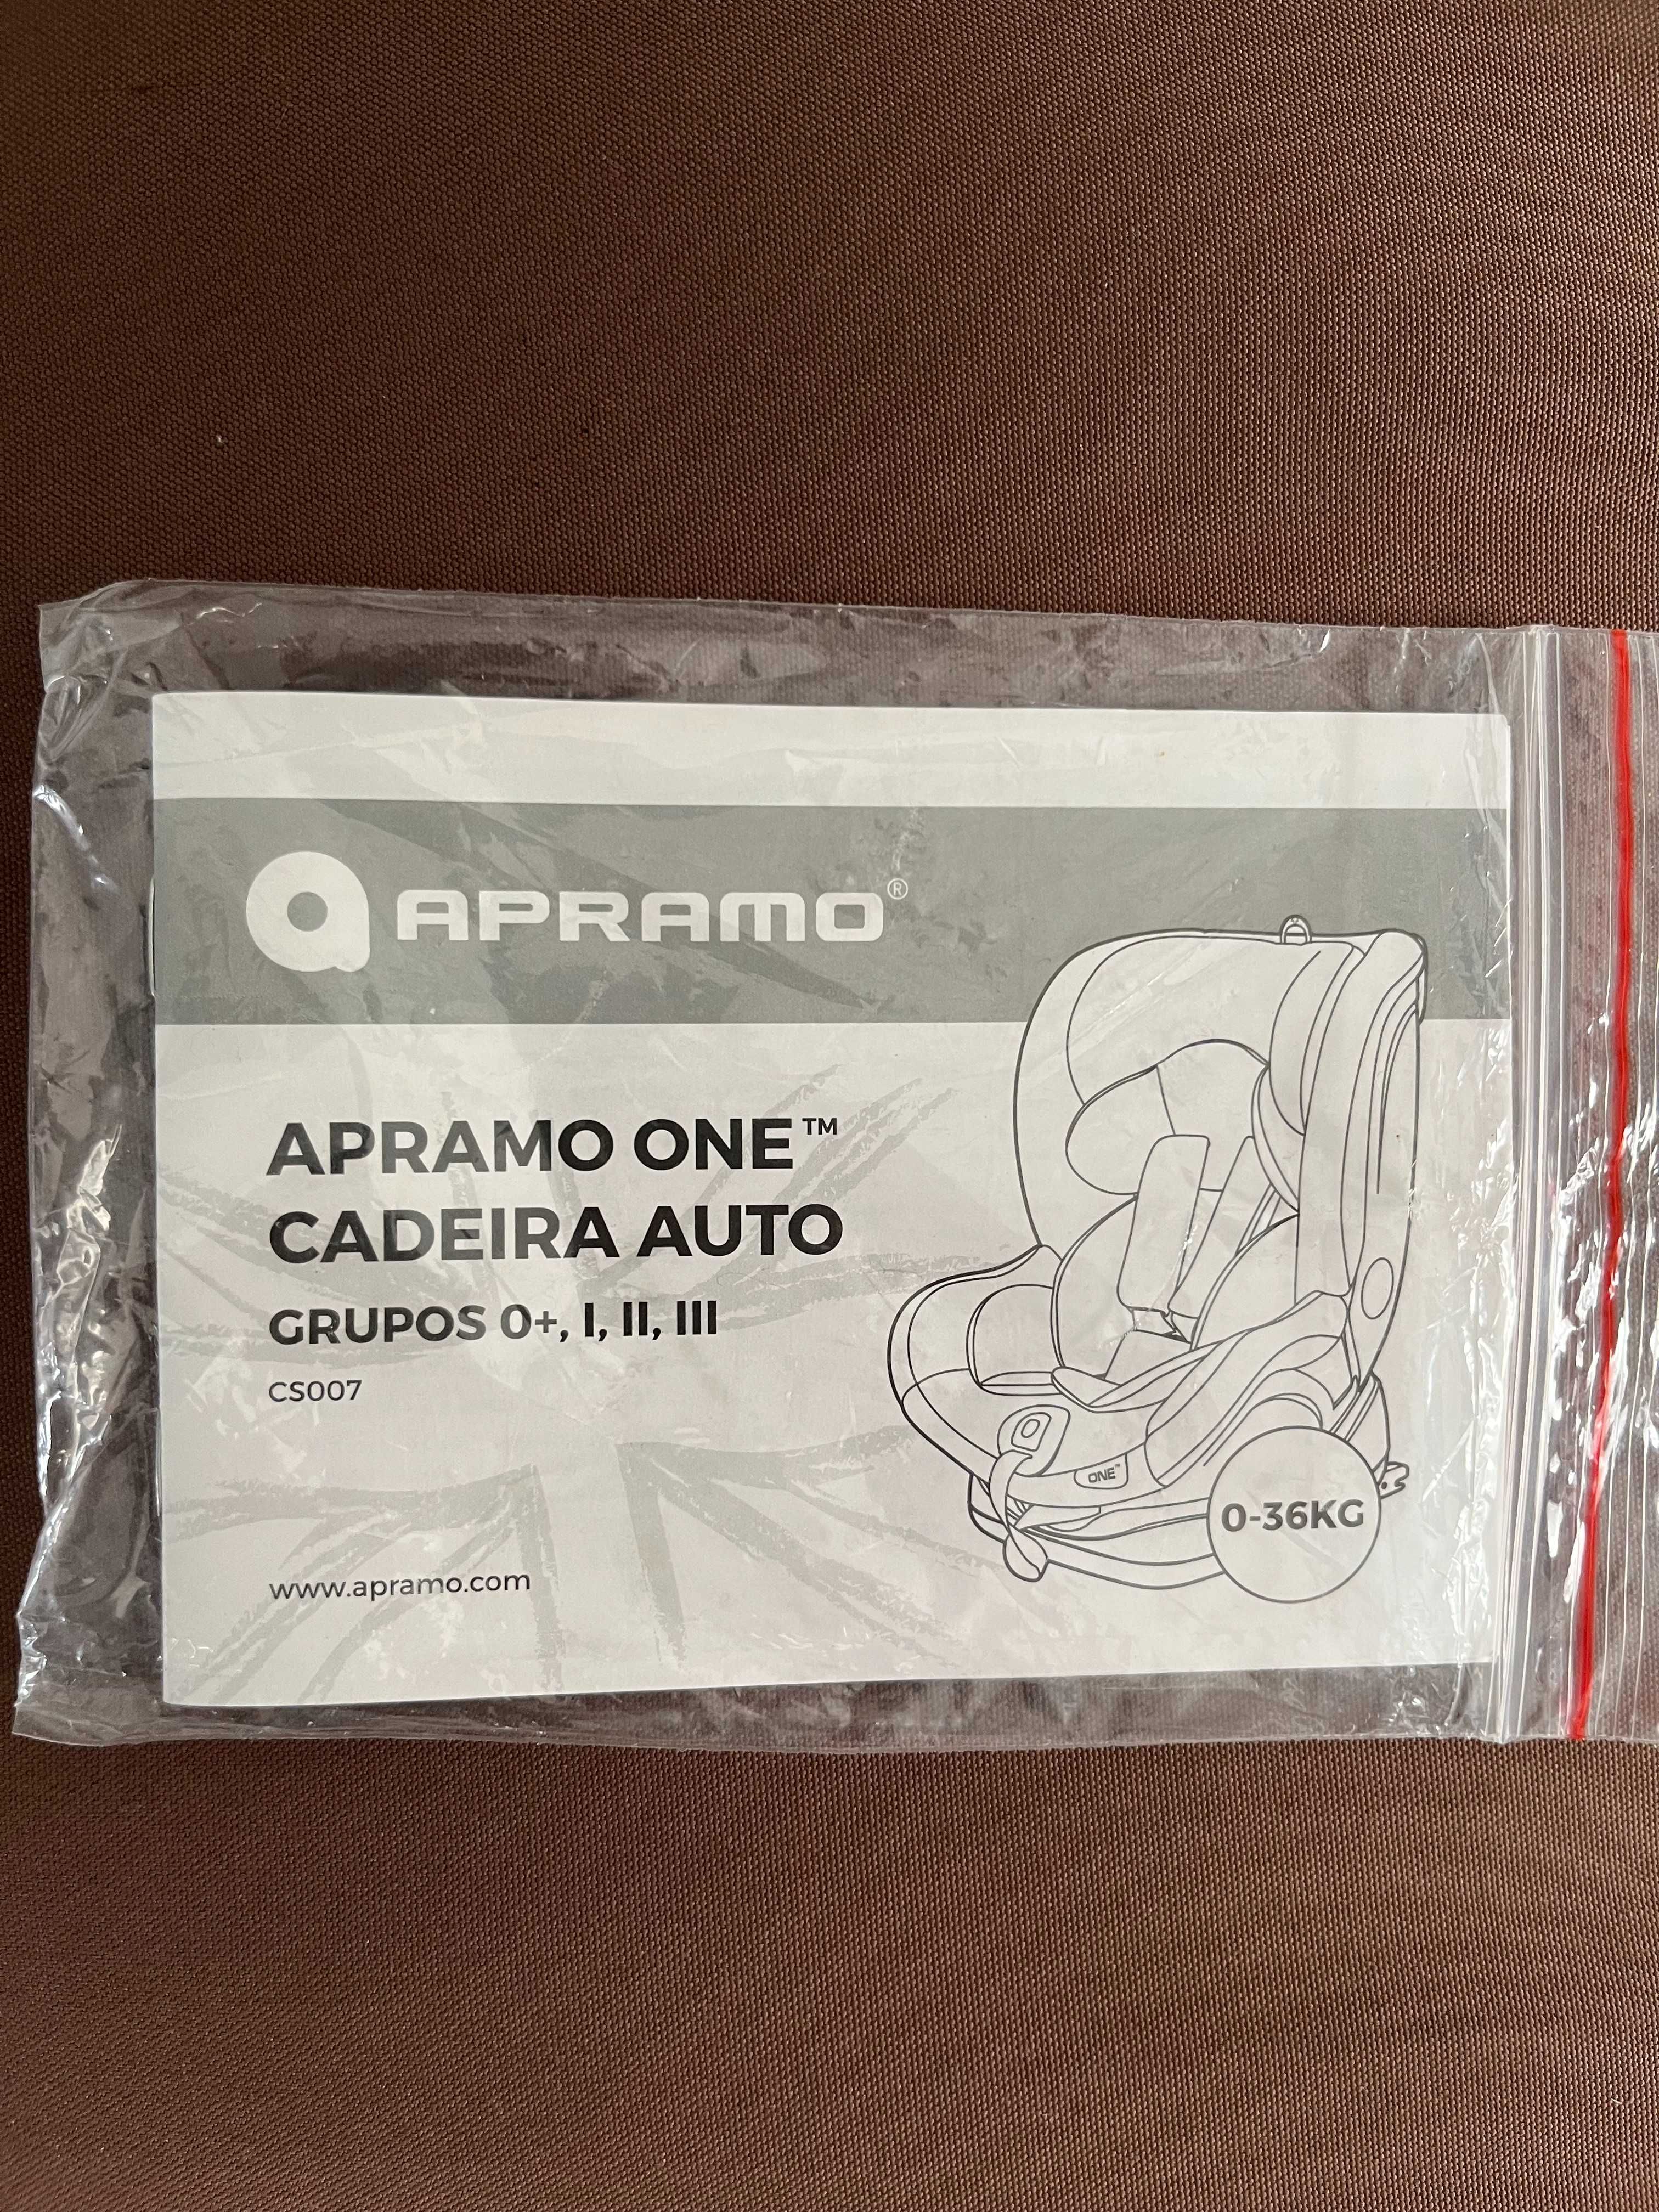 APRAMO®
APRAMO ONE™
CADEIRA AUTO
GRUPOS 0+, I, II, III
CS007
ONE™
0-36KG
www.apramo.com